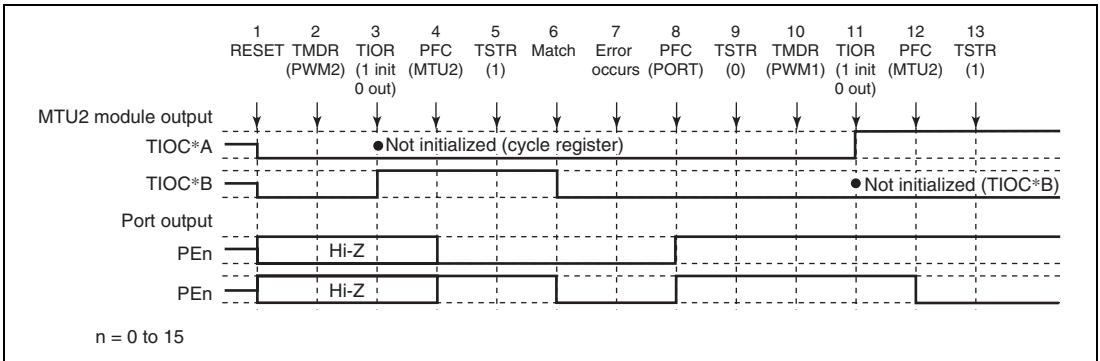 1 2 3 4 5 6 7 8 9 10 11 12 13
RESET TMDR TIOR PFC TSTR Match Error PFC TSTR TMDR TIOR PFC TSTR
(PWM2) (1 init (MTU2) (1) occurs (PORT) (0) (PWM1) (1 init (MTU2) (1)
0 out) 0 out)
MTU2 module output
TIOC*A ●Not initialized (cycle register)
TIOC*B ●Not initialized (TIOC*B)
Port output
PEn Hi-Z
PEn Hi-Z
n = 0 to 15